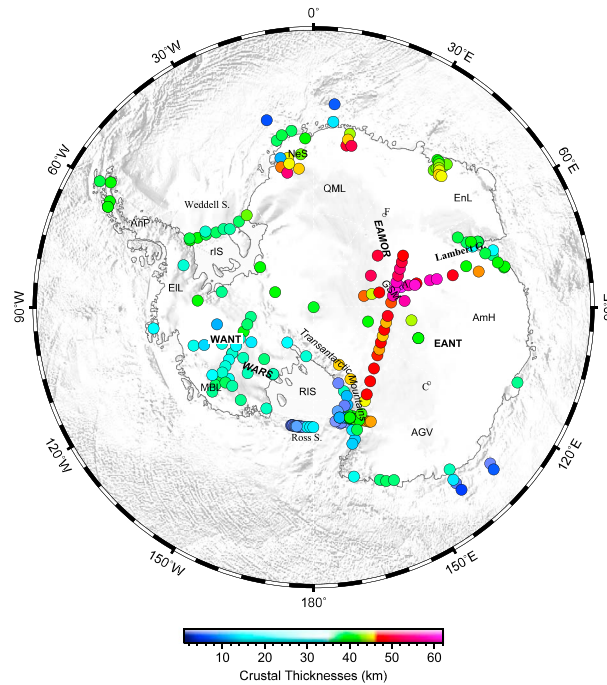 0°
30°W
30°E
60°W
60°E
NeS
QML
EnL
Weddell S.
AnP
F
rIS
EAMOR
Lambert G.
EIL
90°W
AmH
WANT
EANT
Transantarctic Mountains
WARS
MBL
RIS
C
Ross S.
AGV
120°W
120°E
150°W
150°E
180°
10 20 30 40 50 60
Crustal Thicknesses (km)